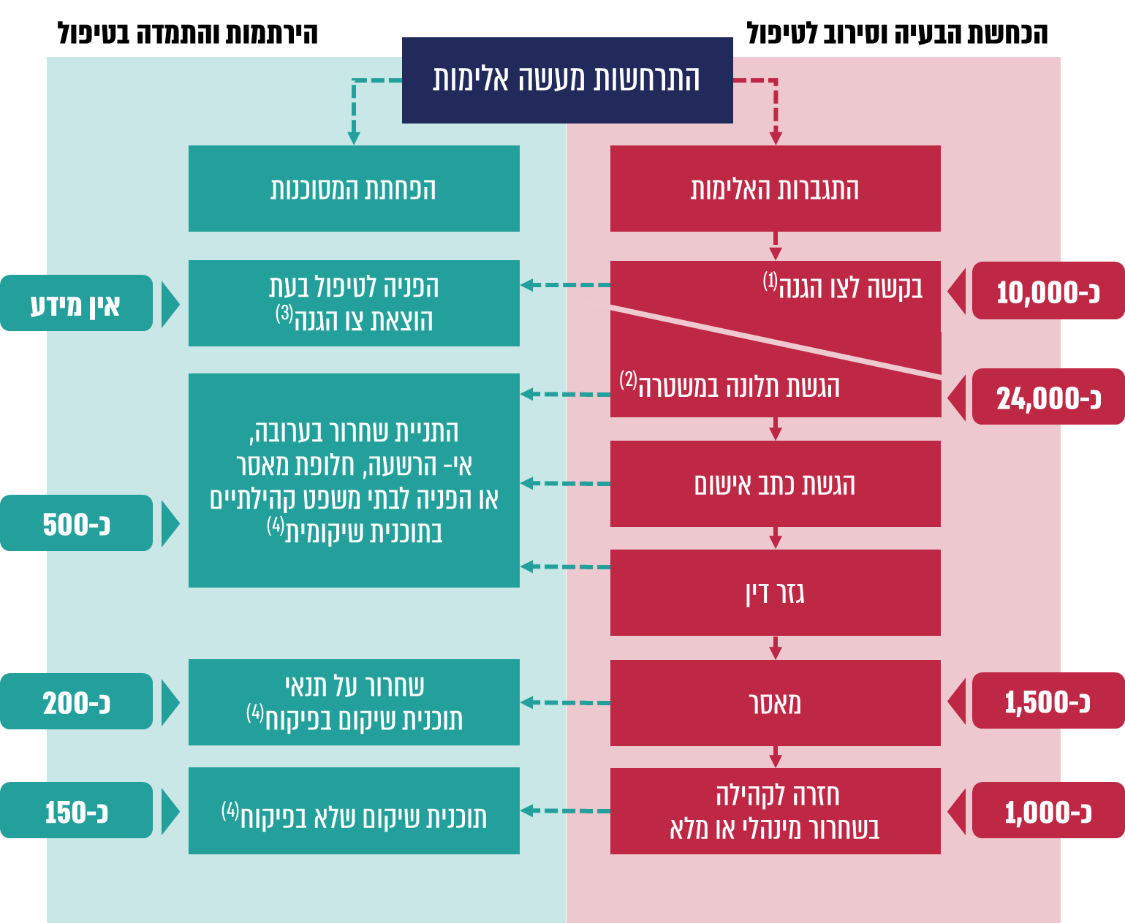 הכחשת הבעיה וסירוב לטיפול
הירתמות והתמדה בטיפול
התרחשות מעשה אלימות
התגברות האלימות
הפחתת המסוכנות
כ-10,000
בקשה לצו הגנה(1)
הפניה לטיפול בעת
הוצאת צו הגנה(3)
אין מידע
כ-24,000
הגשת תלונה במשטרה(2)
התניית שחרור בערובה,
אי- הרשעה, חלופת מאסר
או הפניה לבתי משפט קהילתיים
בתוכנית שיקומית(4)
כ-500
הגשת כתב אישום
גזר דין
כ-1,500
מאסר
שחרור על תנאי
תוכנית שיקום בפיקוח(4)
כ-200
כ-1,000
חזרה לקהילה
בשחרור מינהלי או מלא
תוכנית שיקום שלא בפיקוח(4)
כ-150